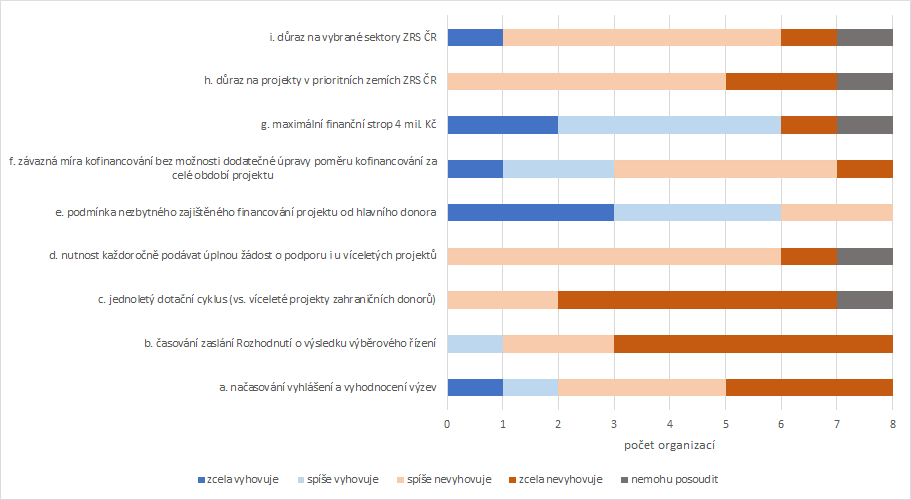 i. důraz na vybrané sektory ZRS ČR
h. důraz na projekty v prioritních zemích ZRS ČR
g. maximální finanční strop 4 mil. Kč
f. závazná míra kofinancování bez možnosti dodatečné úpravy poměru kofinancování za
celé období projektu
e. podmínka nezbytného zajištěného financování projektu od hlavního donora
d. nutnost každoročně podávat úplnou žádost o podporu i u víceletých projektů
c. jednoletý dotační cyklus (vs. víceleté projekty zahraničních donorů)
b. časování zaslání Rozhodnutí o výsledku výběrového řízení
a. načasování vyhlášení a vyhodnocení výzev
0 1 2 3 4 5 6 7 8
počet organizací
zcela vyhovuje spíše vyhovuje spíše nevyhovuje zcela nevyhovuje nemohu posoudit